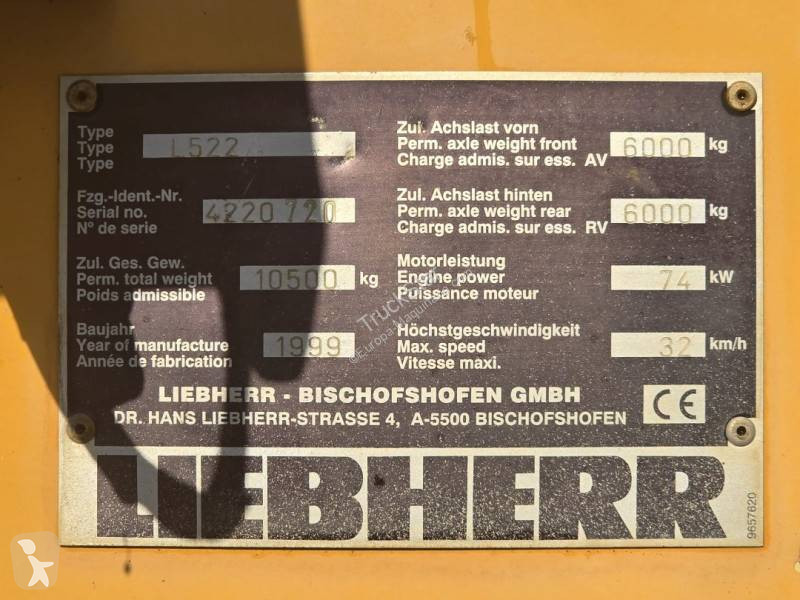 Type
Type L522
Type
Fzg.-Ident.-Nr.
Serial no. 4220 720
Nº de serie
Zul. Ges. Gew.
Perm. total weight 10500 kg
Poids admissible
Baujahr
Year of manufacture 1999
Année de fabrication
Zul. Achslast vorn
Perm. axle weight front 6000 kg
Charge admis. sur ess. AV
Zul. Achslast hinten
Perm. axle weight rear 6000 kg
Charge admis. sur ess. RV
Motorleistung
Engine power 74 kW
Puissance moteur
Höchstgeschwindigkeit
Max. speed 32 km/h
Vitesse maxi.
LIEBHERR - BISCHOFSHOFEN GMBH
DR. HANS LIEBHERR-STRASSE 4, A-5500 BISCHOFSHOFEN
CE
LIEBHERR
9657620